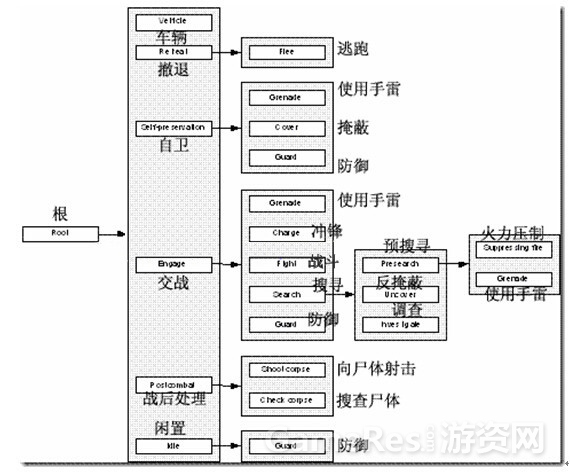 Vehicle
车辆
Retreat
撤退
Flee
逃跑
Grenade
使用手雷
Self-preservation
自卫
Cover
掩蔽
Guard
防御
根
Root
Grenade
使用手雷
Charge
冲锋
Engage
交战
Fight
战斗
Search
搜寻
Guard
防御
预搜寻
Presearch
反掩蔽
Uncover
调查
Investigate
火力压制
Suppressing fire
Grenade
使用手雷
Postcombat
战后处理
Shoot corpse
向尸体射击
Check corpse
搜查尸体
闲置
Idle
Guard
防御
GameRes游资网